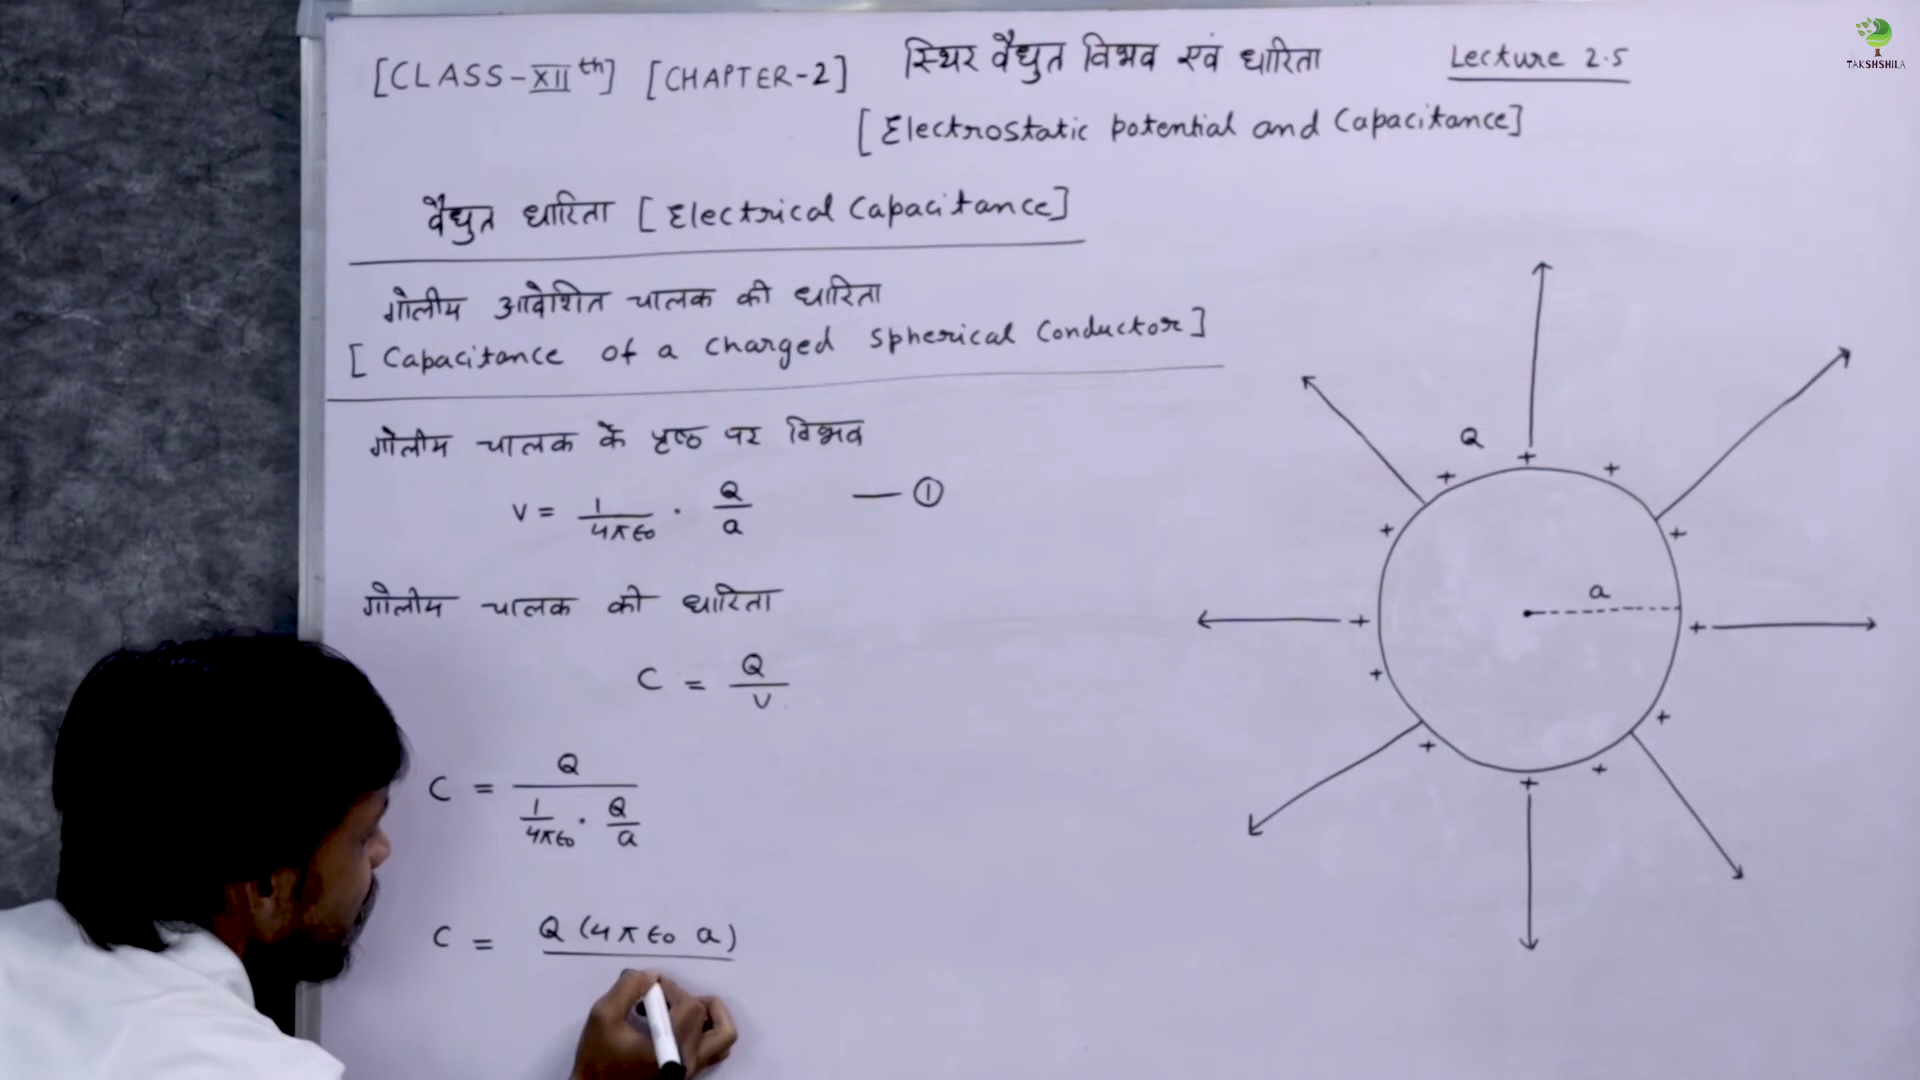 [CLASS-XIIth] [CHAPTER-2] स्थिर वैद्युत विभव एवं धारिता Lecture 2.5
TAKSHSHILA
[Electrostatic potential and Capacitance]
वैद्युत धारिता [Electrical Capacitance]
गोलीय आवेशित चालक की धारिता
[Capacitance of a charged Spherical Conductor]
गोलीय चालक के पृष्ठ पर विभव
V = 1/4πε0 · Q/a — ①
गोलीय चालक की धारिता
C = Q/V
C = Q / (1/4πε0 · Q/a)
C = Q (4πε0 a)
Q
+ + + + + + + + + + + +
a